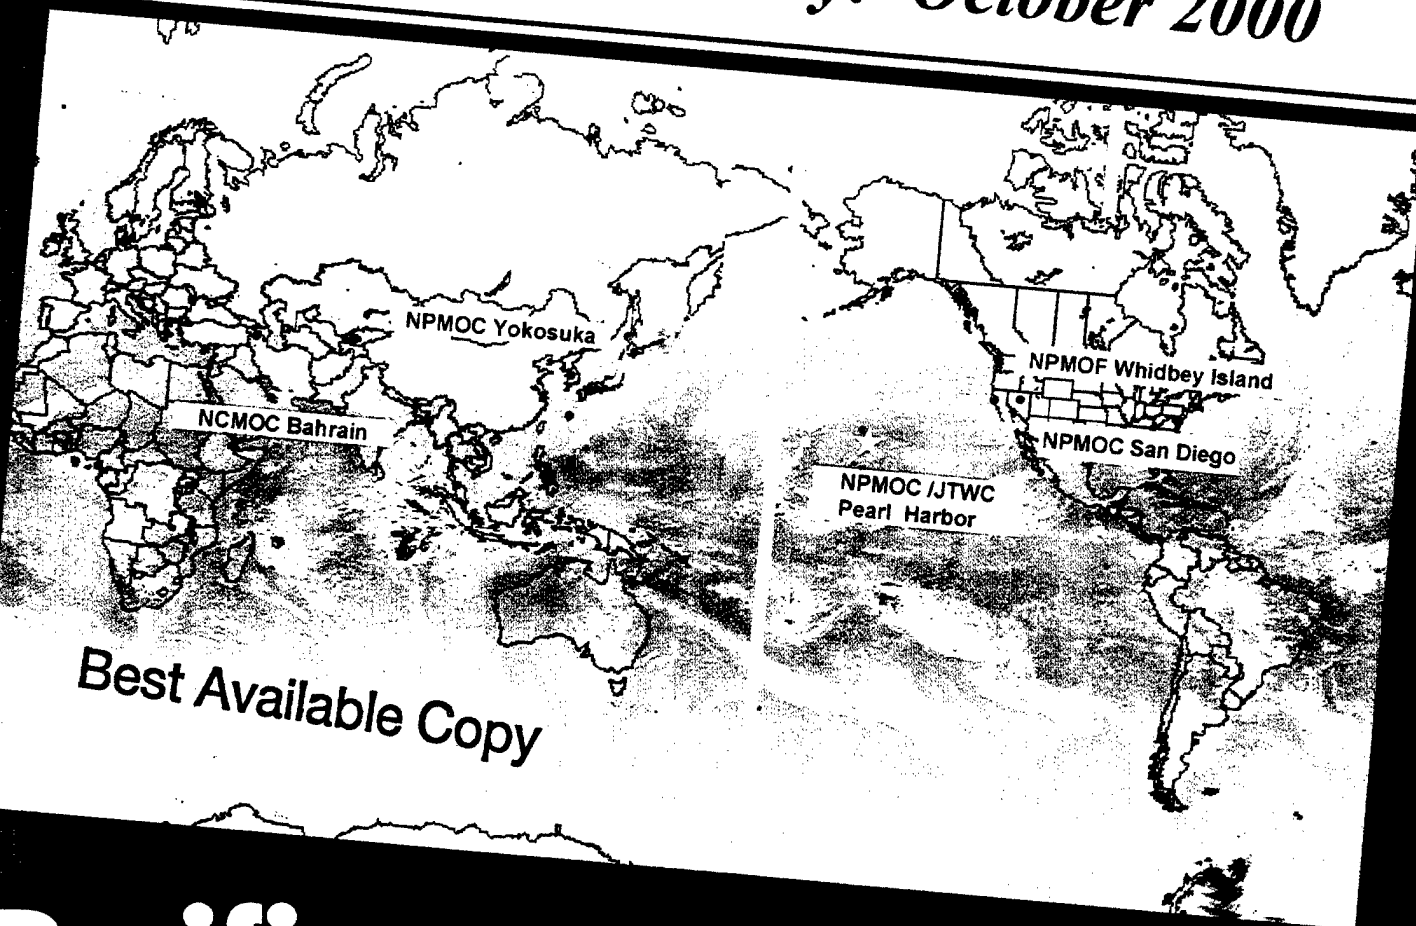 October 2000
NPMOC Yokosuka
NPMOF Whidbey Island
NCMOC Bahrain
NPMOC San Diego
NPMOC /JTWC
Pearl Harbor
Best Available Copy